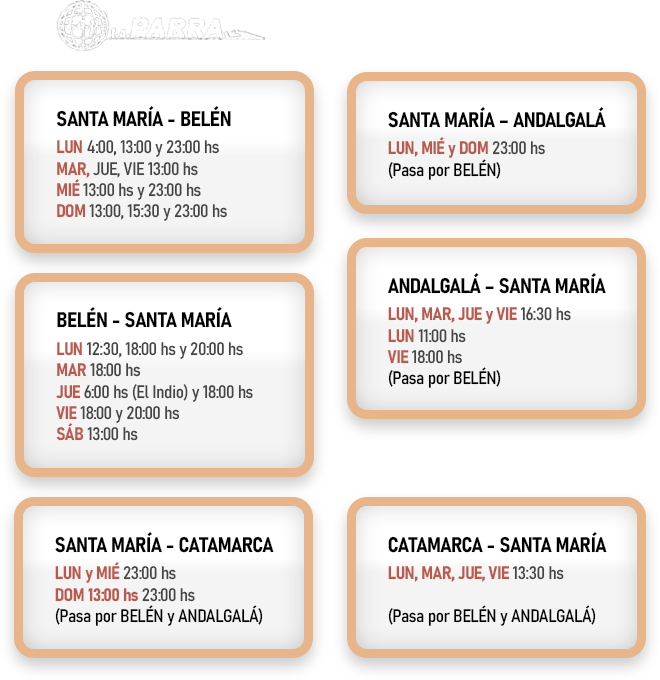 LA PARRA
SANTA MARÍA - BELÉN
LUN 4:00, 13:00 y 23:00 hs
MAR, JUE, VIE 13:00 hs
MIÉ 13:00 hs y 23:00 hs
DOM 13:00, 15:30 y 23:00 hs
BELÉN - SANTA MARÍA
LUN 12:30, 18:00 hs y 20:00 hs
MAR 18:00 hs
JUE 6:00 hs (El Indio) y 18:00 hs
VIE 18:00 y 20:00 hs
SÁB 13:00 hs
SANTA MARÍA - CATAMARCA
LUN y MIÉ 23:00 hs
DOM 13:00 hs 23:00 hs
(Pasa por BELÉN y ANDALGALÁ)
SANTA MARÍA – ANDALGALÁ
LUN, MIÉ y DOM 23:00 hs
(Pasa por BELÉN)
ANDALGALÁ – SANTA MARÍA
LUN, MAR, JUE y VIE 16:30 hs
LUN 11:00 hs
VIE 18:00 hs
(Pasa por BELÉN)
CATAMARCA - SANTA MARÍA
LUN, MAR, JUE, VIE 13:30 hs
(Pasa por BELÉN y ANDALGALÁ)